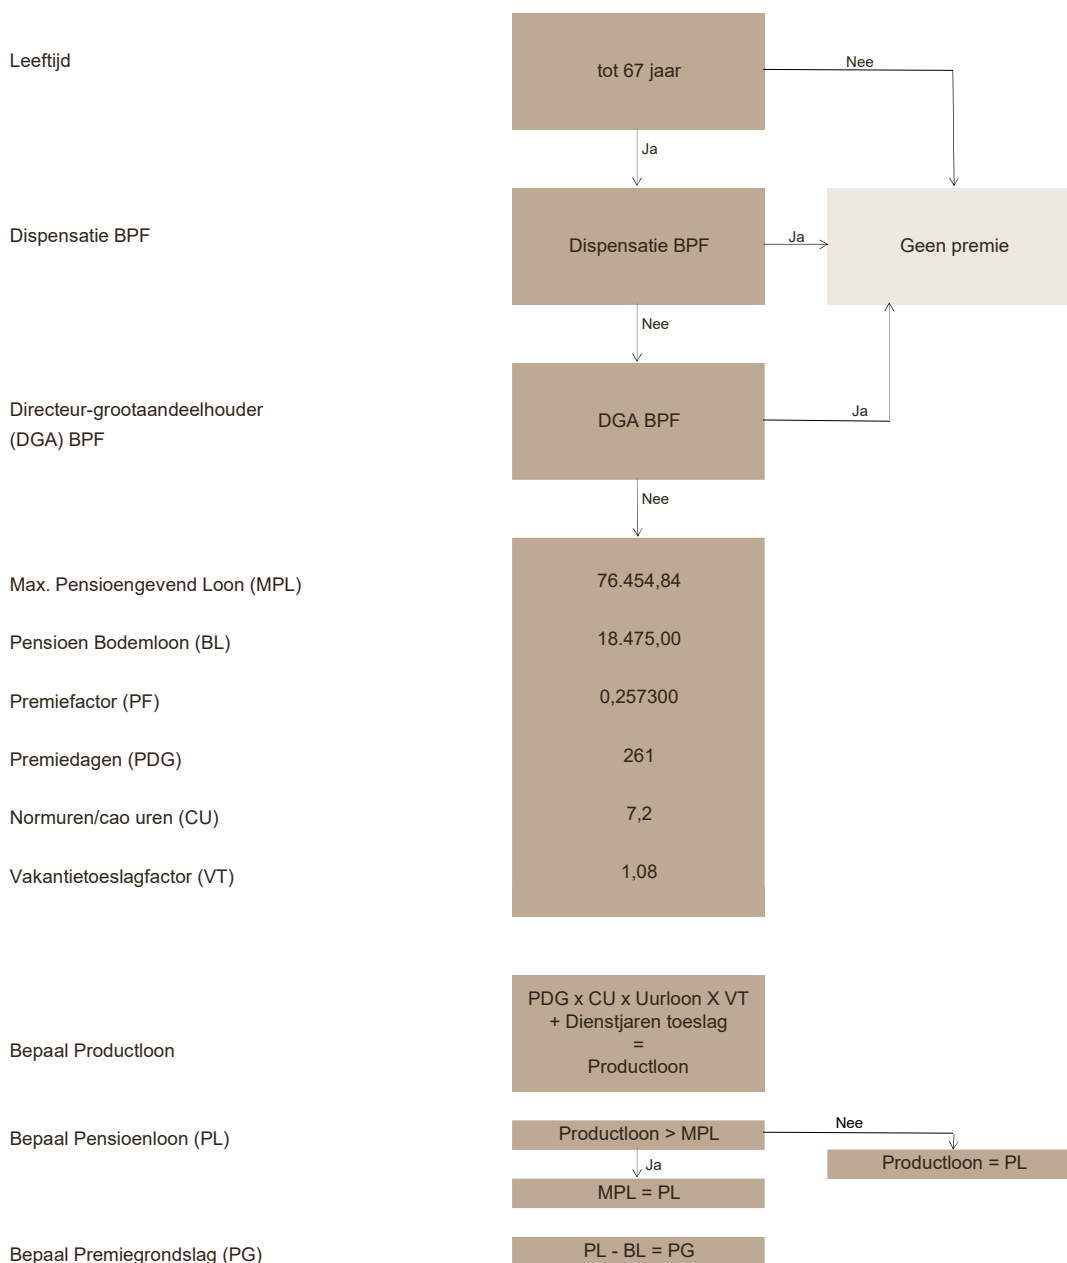 Leeftijd
tot 67 jaar
Nee
Ja
Dispensatie BPF
Dispensatie BPF
Ja
Geen premie
Nee
Directeur-grootaandeelhouder
(DGA) BPF
DGA BPF
Ja
Nee
Max. Pensioengevend Loon (MPL)
76.454,84
Pensioen Bodemloon (BL)
18.475,00
Premiefactor (PF)
0,257300
Premiedagen (PDG)
261
Normuren/cao uren (CU)
7,2
Vakantietoeslagfactor (VT)
1,08
Bepaal Productloon
PDG x CU x Uurloon X VT
+ Dienstjaren toeslag
=
Productloon
Bepaal Pensioenloon (PL)
Productloon > MPL
Nee
Productloon = PL
Ja
MPL = PL
Bepaal Premiegrondslag (PG)
PL - BL = PG